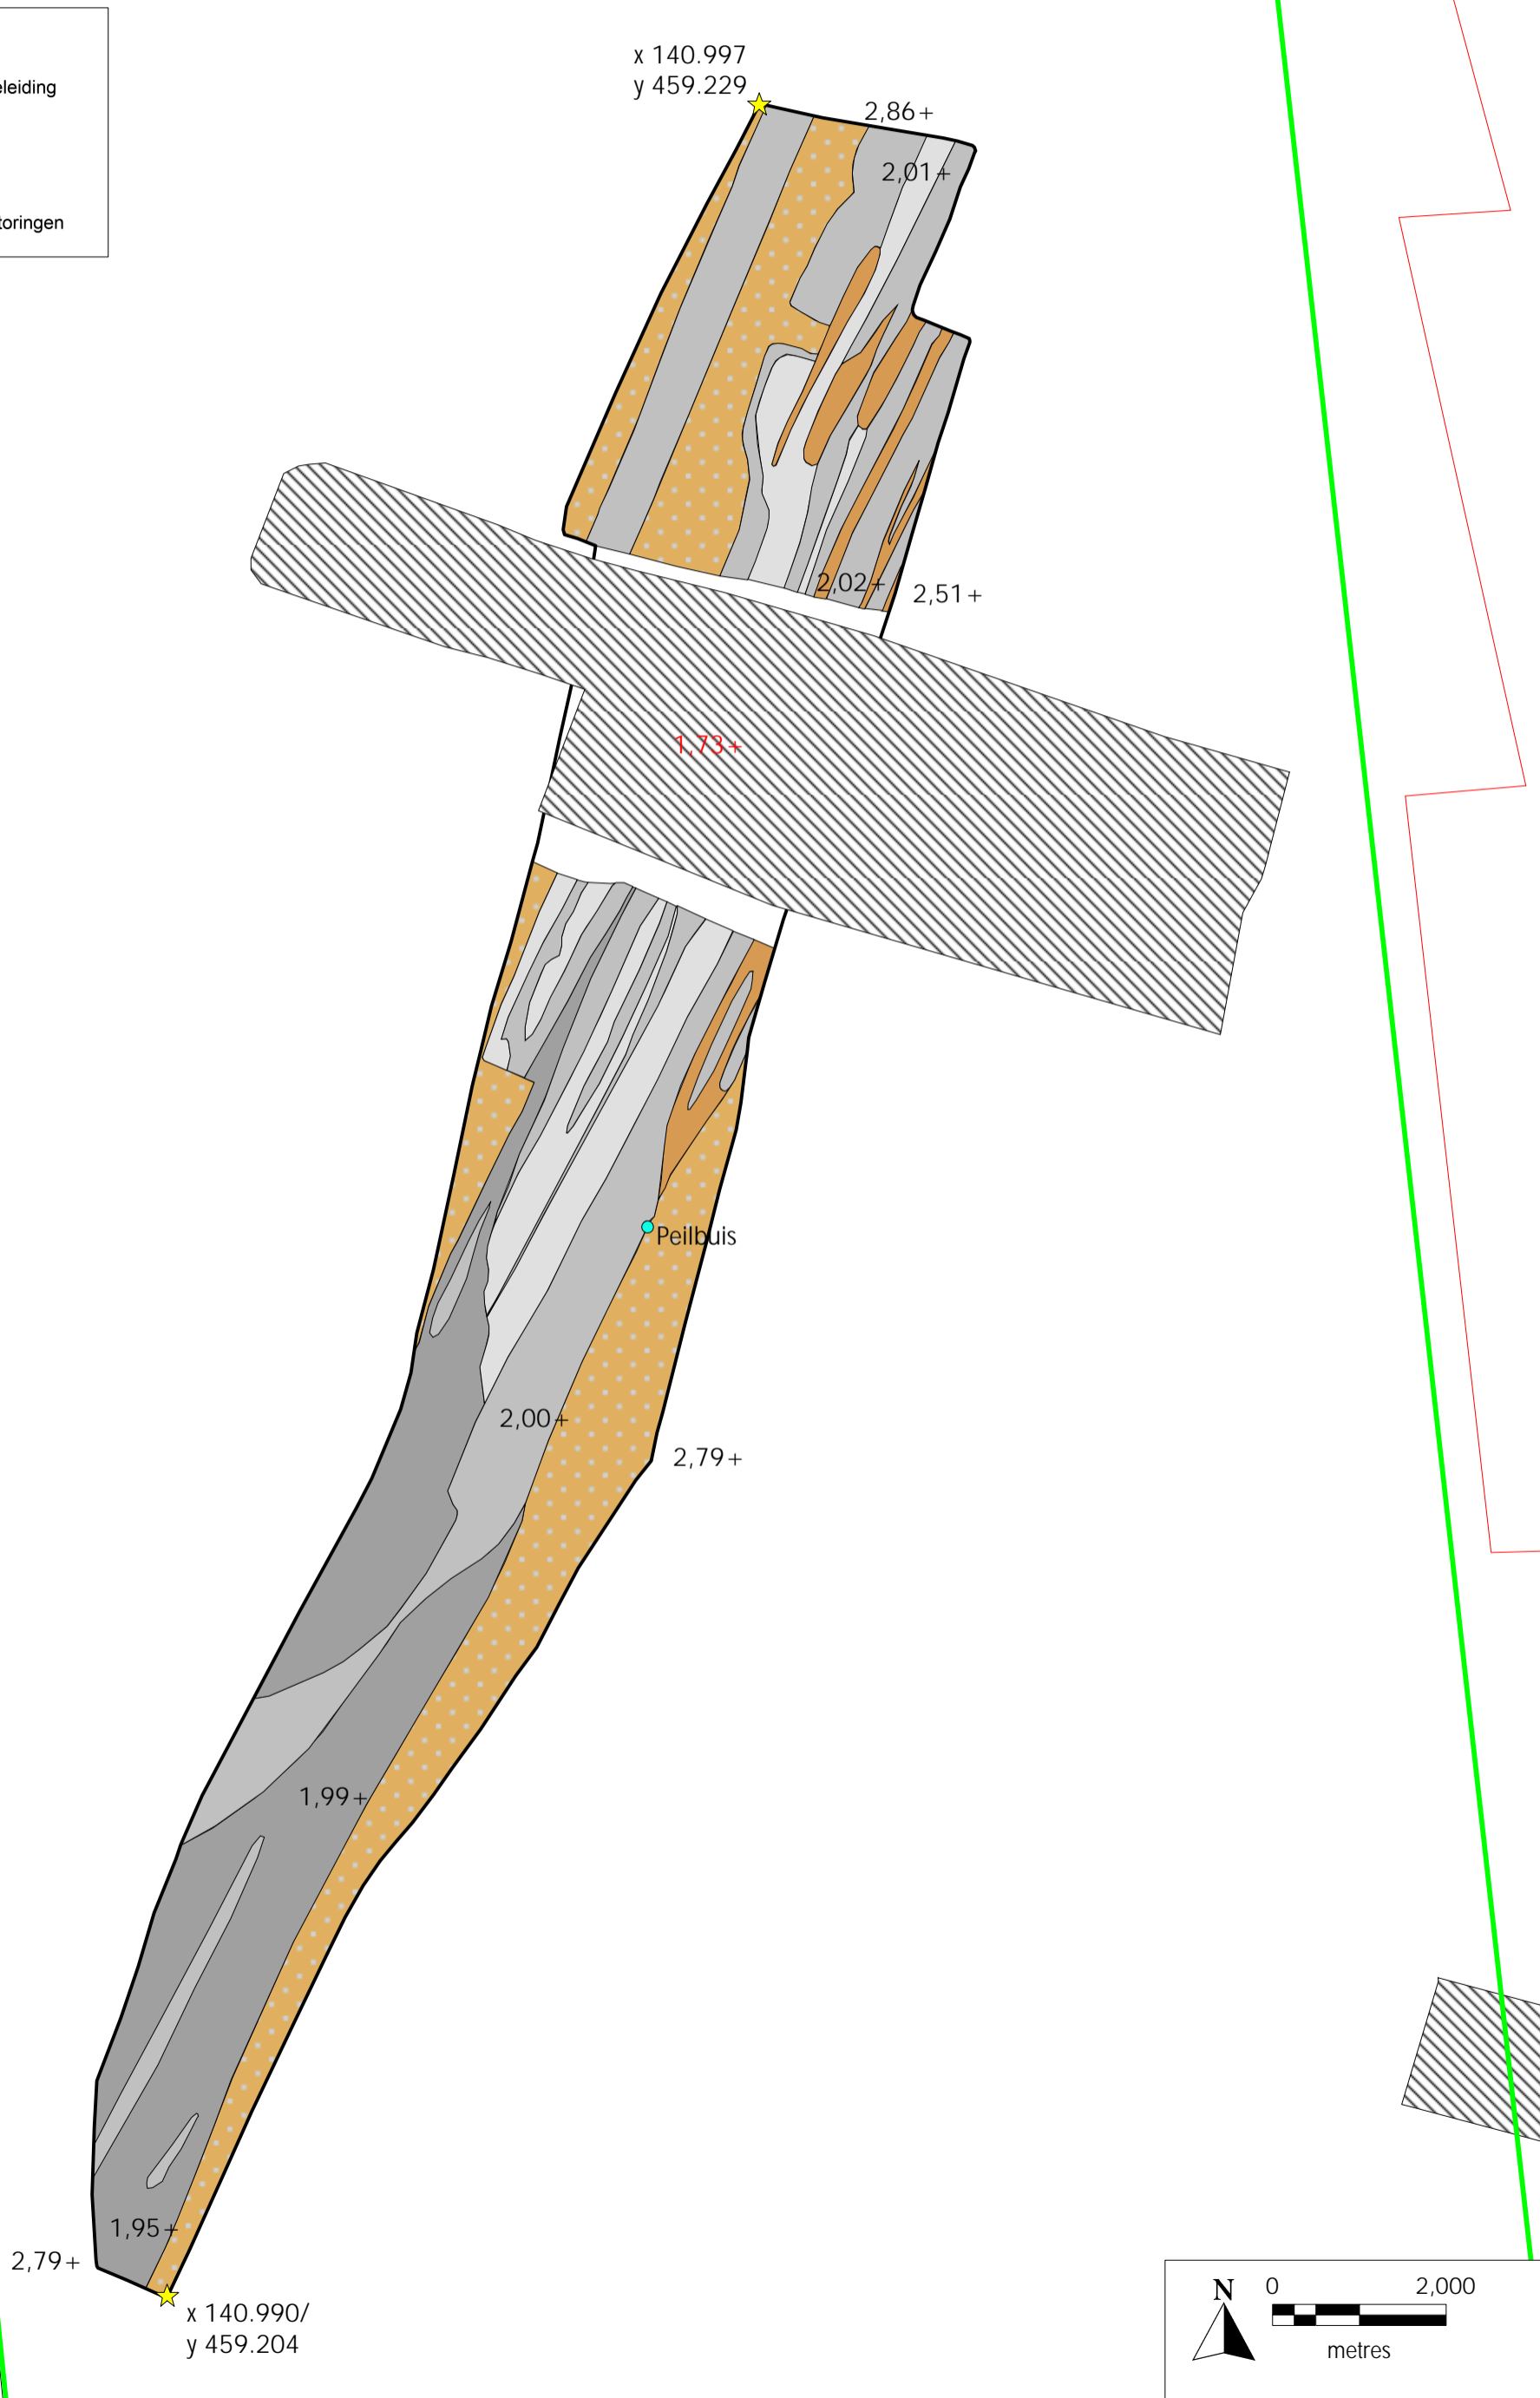 eleiding
toringen
x 140.997
y 459.229
2,86+
2,01+
2,02+
2,51+
1,73+
Peilbuis
2,00+
2,79+
1,99+
1,95+
2,79+
x 140.990/
y 459.204
N
0 2,000
metres